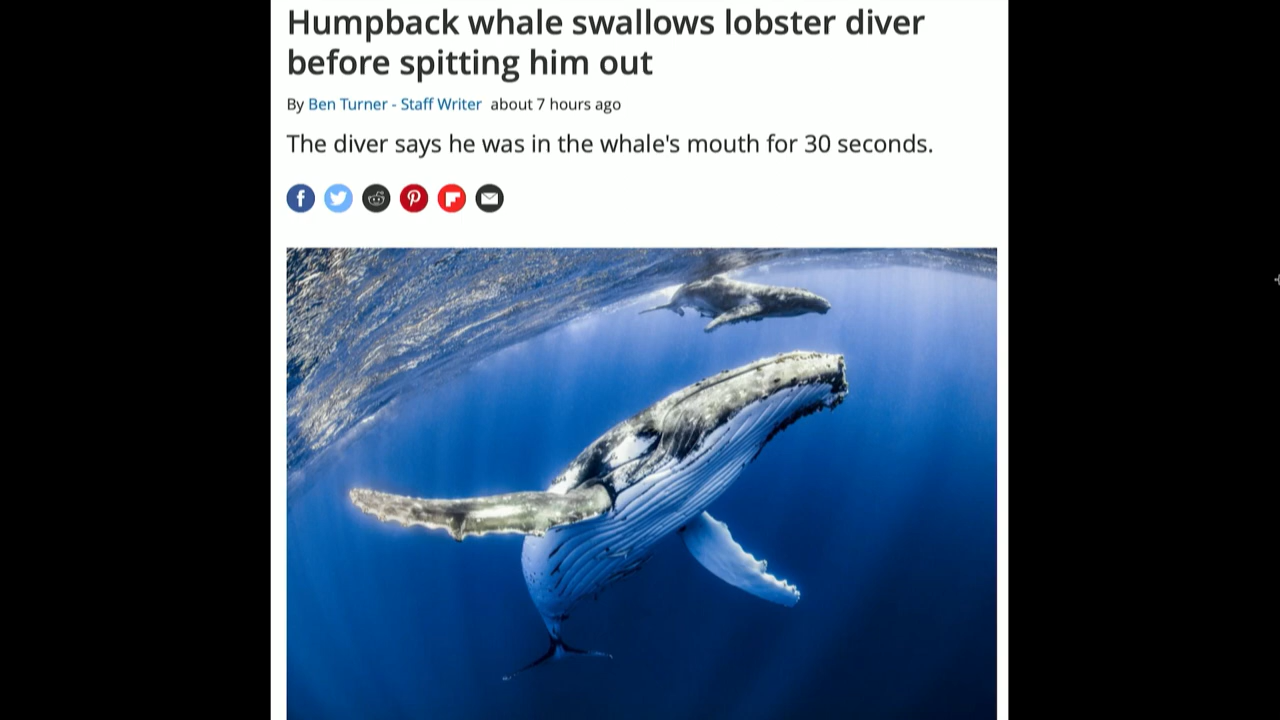 Humpback whale swallows lobster diver
before spitting him out
By Ben Turner - Staff Writer about 7 hours ago
The diver says he was in the whale's mouth for 30 seconds.